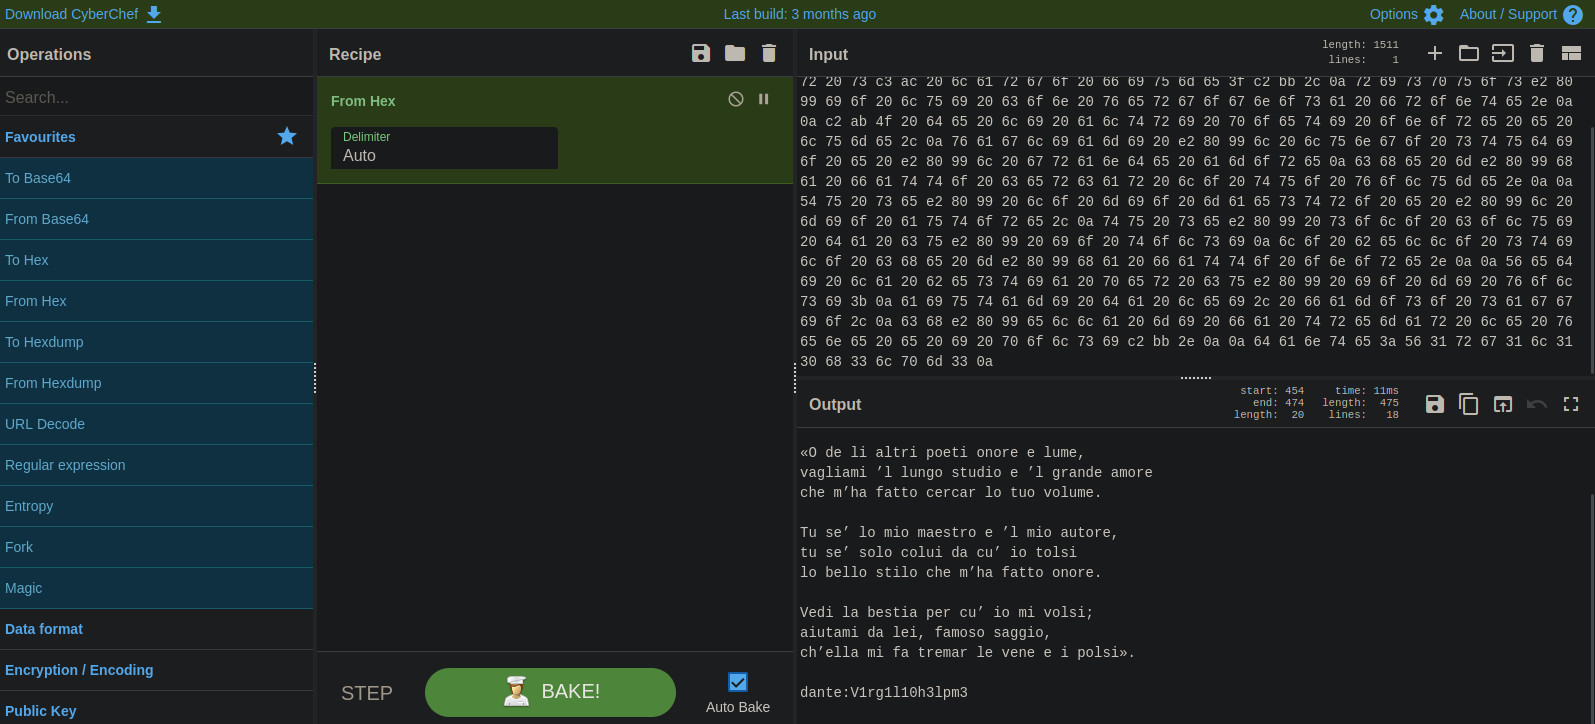 Download CyberChef
Last build: 3 months ago
Options
About / Support
Operations
Search...
Favourites
To Base64
From Base64
To Hex
From Hex
To Hexdump
From Hexdump
URL Decode
Regular expression
Entropy
Fork
Magic
Data format
Encryption / Encoding
Public Key
Recipe
From Hex
Delimiter
Auto
STEP
BAKE!
Auto Bake
Input
length: 1511
lines: 1
72 20 73 c3 ac 20 6c 61 72 67 6f 20 66 69 75 6d 65 3f c2 bb 2c 0a 72 69 73 70 75 6f 73 e2 80
99 69 6f 20 6c 75 69 20 63 6f 6e 20 76 65 72 67 6f 67 6e 6f 73 61 20 66 72 6f 6e 74 65 2e 0a
0a c2 ab 4f 20 64 65 20 6c 69 20 61 6c 74 72 69 20 70 6f 65 74 69 20 6f 6e 6f 72 65 20 65 20
6c 75 6d 65 2c 0a 76 61 67 6c 69 61 6d 69 20 e2 80 99 6c 20 6c 75 6e 67 6f 20 73 74 75 64 69
6f 20 65 20 e2 80 99 6c 20 67 72 61 6e 64 65 20 61 6d 6f 72 65 0a 63 68 65 20 6d e2 80 99 68
61 20 66 61 74 74 6f 20 63 65 72 63 61 72 20 6c 6f 20 74 75 6f 20 76 6f 6c 75 6d 65 2e 0a 0a
54 75 20 73 65 e2 80 99 20 6c 6f 20 6d 69 6f 20 6d 61 65 73 74 72 6f 20 65 20 e2 80 99 6c 20
6d 69 6f 20 61 75 74 6f 72 65 2c 0a 74 75 20 73 65 e2 80 99 20 73 6f 6c 6f 20 63 6f 6c 75 69
20 64 61 20 63 75 e2 80 99 20 69 6f 20 74 6f 6c 73 69 0a 6c 6f 20 62 65 6c 6c 6f 20 73 74 69
6c 6f 20 63 68 65 20 6d e2 80 99 68 61 20 66 61 74 74 6f 20 6f 6e 6f 72 65 2e 0a 0a 56 65 64
69 20 6c 61 20 62 65 73 74 69 61 20 70 65 72 20 63 75 e2 80 99 20 69 6f 20 6d 69 20 76 6f 6c
73 69 3b 0a 61 69 75 74 61 6d 69 20 64 61 20 6c 65 69 2c 20 66 61 6d 6f 73 6f 20 73 61 67 67
69 6f 2c 0a 63 68 e2 80 99 65 6c 6c 61 20 6d 69 20 66 61 20 74 72 65 6d 61 72 20 6c 65 20 76
65 6e 65 20 65 20 69 20 70 6f 6c 73 69 c2 bb 2e 0a 0a 64 61 6e 74 65 3a 56 31 72 67 31 6c 31
30 68 33 6c 70 6d 33 0a
Output
start: 454
end: 474
length: 20
time: 11ms
length: 475
lines: 18
«O de li altri poeti onore e lume,
vagliami ’l lungo studio e ’l grande amore
che m’ha fatto cercar lo tuo volume.
Tu se’ lo mio maestro e ’l mio autore,
tu se’ solo colui da cu’ io tolsi
lo bello stilo che m’ha fatto onore.
Vedi la bestia per cu’ io mi volsi;
aiutami da lei, famoso saggio,
ch’ella mi fa tremar le vene e i polsi».
dante:V1rg1l10h3lpm3